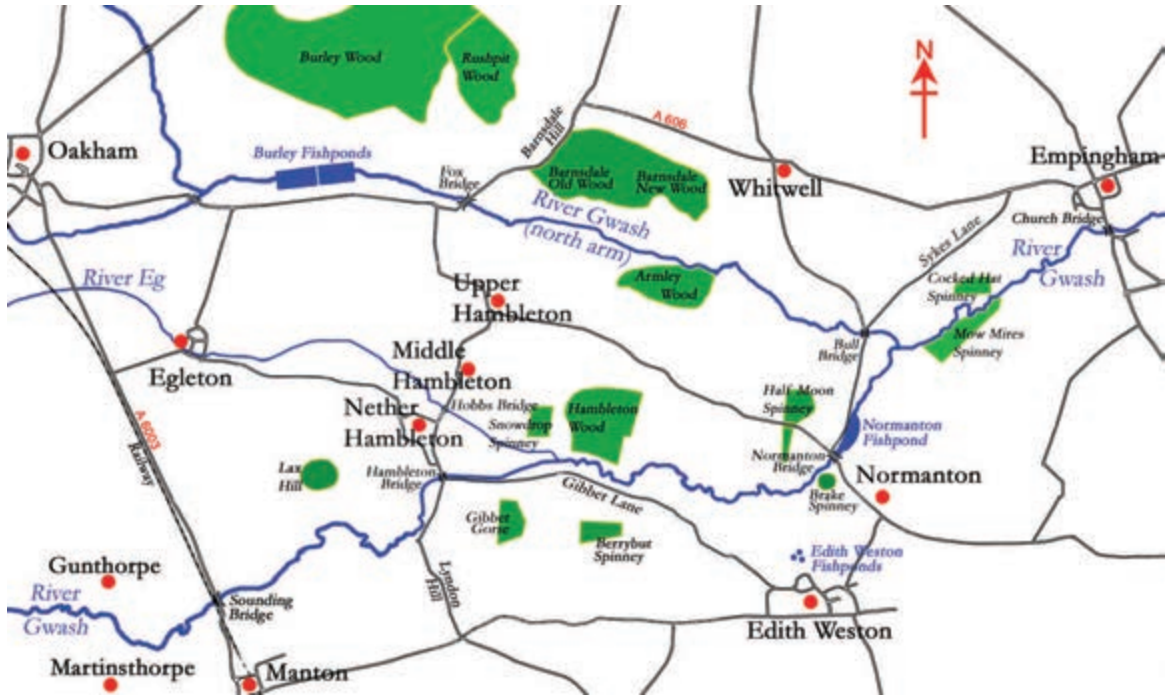 Burley Wood
Rushpit
Wood
N
A 606
Barnsdale
Hill
Oakham
Burley Fishponds
Fox
Bridge
Barnsdale
Old Wood
Barnsdale
New Wood
Whitwell
Empingham
Church Bridge
River Gwash
(north arm)
Sykes Lane
River
Gwash
River Eg
Armley
Wood
Cocked Hat
Spinney
Upper
Hambleton
Mow Mires
Spinney
Bull
Bridge
Egleton
Middle
Hambleton
Half-Moon
Spinney
Hobbs Bridge
Nether
Hambleton
Snowdrop
Spinney
Hambleton
Wood
Normanton
Fishpond
A 6003
Railway
Normanton
Bridge
Lax
Hill
Hambleton
Bridge
Gibbet Lane
Normanton
Brake
Spinney
Gibbet
Gorse
Berrybut
Spinney
Edith Weston
Fishponds
Gunthorpe
Lyndon
Hill
River
Gwash
Sounding
Bridge
Edith Weston
Martinsthorpe
Manton